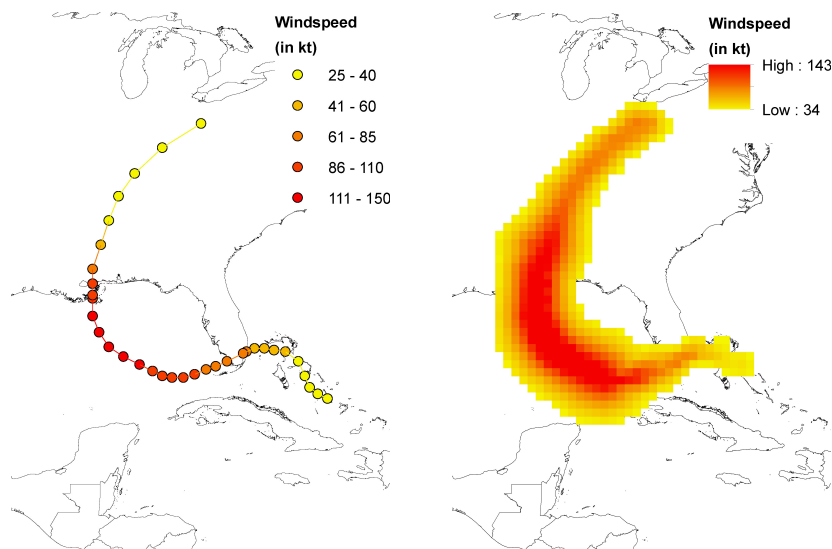 Windspeed
(in kt)
25 - 40
41 - 60
61 - 85
86 - 110
111 - 150
Windspeed
(in kt)
High : 143
Low : 34